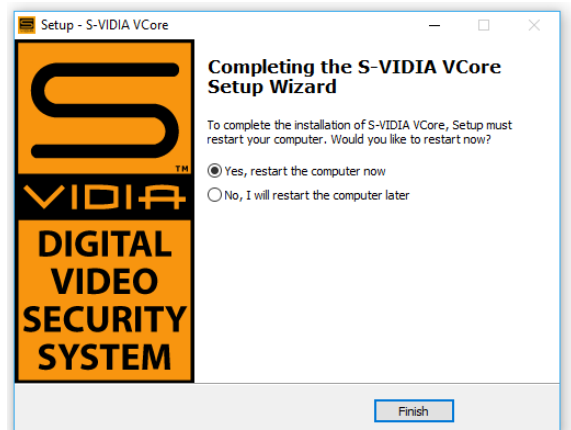 Setup - S-VIDIA VCore
Completing the S-VIDIA VCore
Setup Wizard
To complete the installation of S-VIDIA VCore, Setup must
restart your computer. Would you like to restart now?
Yes, restart the computer now
No, I will restart the computer later
S
TM
VIDIA
DIGITAL
VIDEO
SECURITY
SYSTEM
Finish